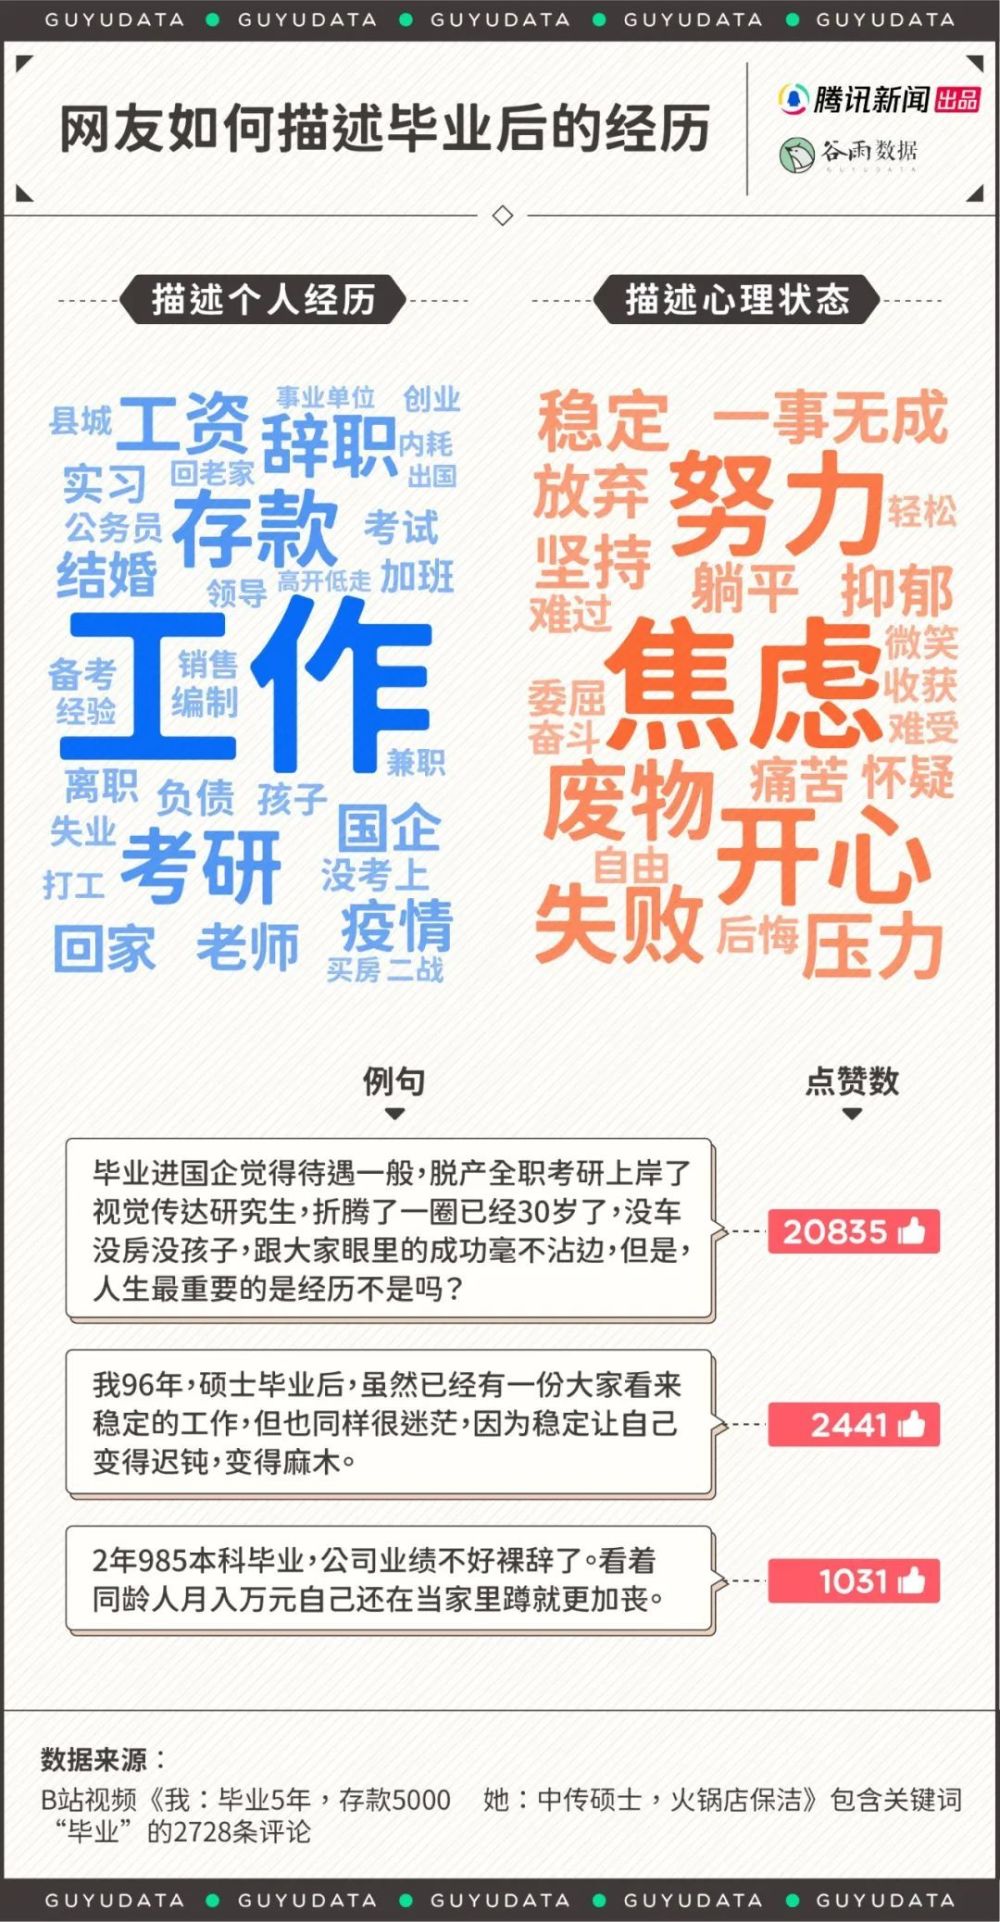 GUYUDATA ● GUYUDATA ● GUYUDATA ● GUYUDATA ● GUYUDATA
网友如何描述毕业后的经历
腾讯新闻 出品
谷雨数据
GUYUDATA
描述个人经历
县城 工资 事业单位 创业
辞职 内耗
实习 回老家 出国
公务员 存款 考试
结婚 领导 高开低走 加班
工作
备考 销售
经验 编制
兼职
离职 负债 孩子
失业 考研 国企
打工 没考上
回家 老师 疫情
买房 二战
描述心理状态
稳定 一事无成
放弃 努力 轻松
坚持 躺平 抑郁
难过 焦虑 微笑
委屈 收获
奋斗 难受
废物 痛苦 怀疑
自由 开心
失败 后悔 压力
例句
点赞数
毕业进国企觉得待遇一般，脱产全职考研上岸了
视觉传达研究生，折腾了一圈已经30岁了，没车
没房没孩子，跟大家眼里的成功毫不沾边，但是，
人生最重要的是经历不是吗？
20835
我96年，硕士毕业后，虽然已经有一份大家看来
稳定的工作，但也同样很迷茫，因为稳定让自己
变得迟钝，变得麻木。
2441
2年985本科毕业，公司业绩不好裸辞了。看着
同龄人月入万元自己还在当家里蹲就更加丧。
1031
数据来源：
B站视频《我：毕业5年，存款5000 她：中传硕士，火锅店保洁》包含关键词
“毕业”的2728条评论
GUYUDATA ● GUYUDATA ● GUYUDATA ● GUYUDATA ● GUYUDATA